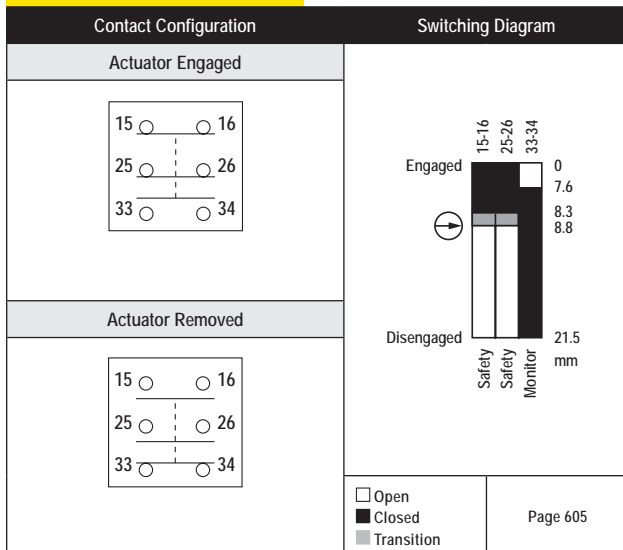 Contact Configuration
Switching Diagram
Actuator Engaged
15 16
25 26
33 34
Actuator Removed
15 16
25 26
33 34
15-16
25-26
33-34
Engaged
0
7.6
8.3
8.8
Disengaged
21.5
mm
Safety
Safety
Monitor
Open
Closed
Transition
Page 605